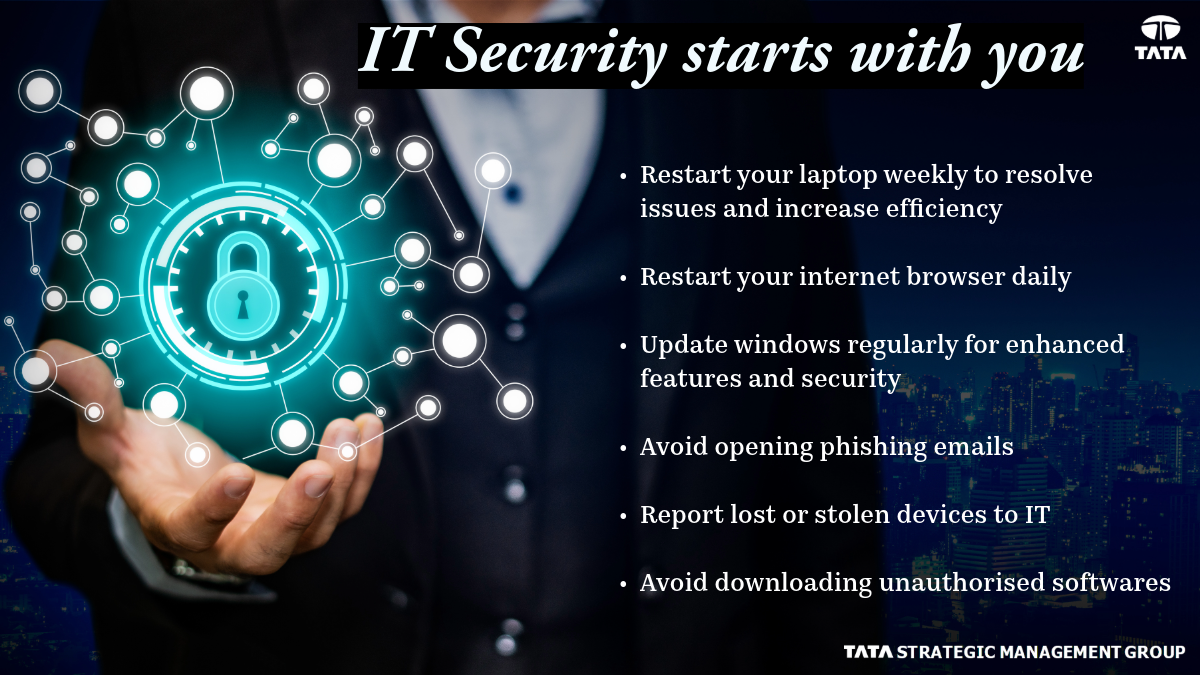 IT Security starts with you
TATA
• Restart your laptop weekly to resolve
issues and increase efficiency
• Restart your internet browser daily
• Update windows regularly for enhanced
features and security
• Avoid opening phishing emails
• Report lost or stolen devices to IT
• Avoid downloading unauthorised softwares
TATA STRATEGIC MANAGEMENT GROUP